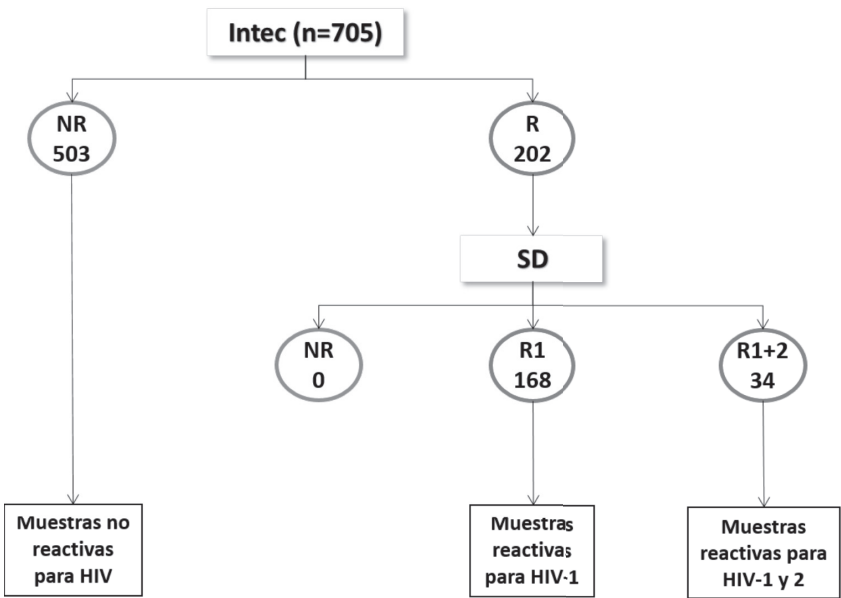 Intec (n=705)
NR
503
R
202
SD
NR
0
R1
168
R1+2
34
Muestras no
reactivas
para HIV
Muestras
reactivas
para HIV-1
Muestras
reactivas para
HIV-1 y 2